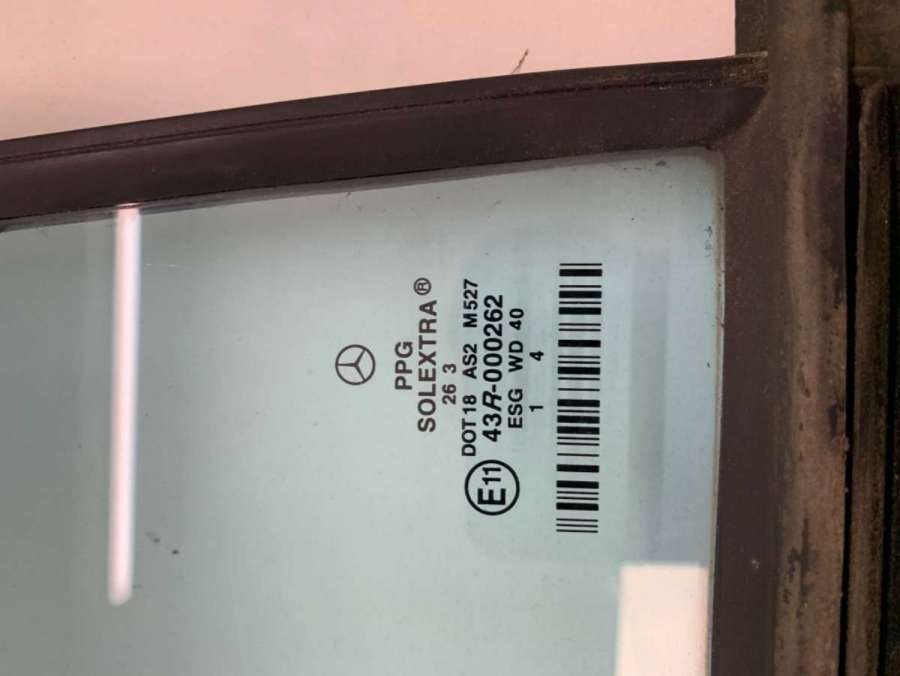 PPG
SOLEXTRA®
26 3
DOT 18 AS2 M527
E11 43R-000262
ESG WD 40
1 4